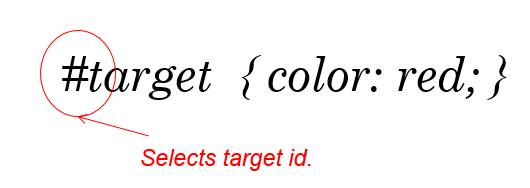 #target { color: red; }
Selects target id.